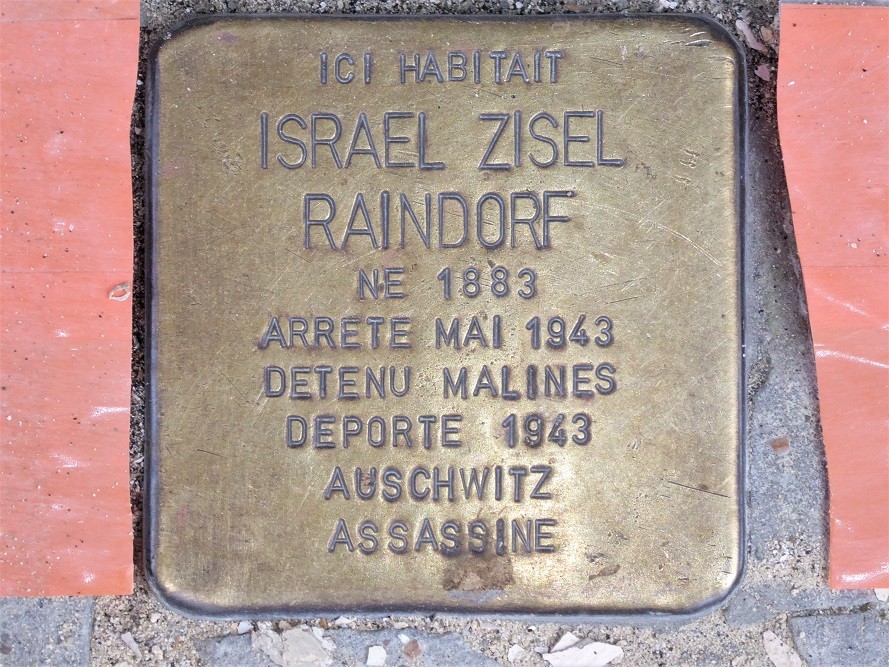 ICI HABITAIT
ISRAEL ZISEL
RAINDORF
NE 1883
ARRETE MAI 1943
DETENU MALINES
DEPORTE 1943
AUSCHWITZ
ASSASSINE